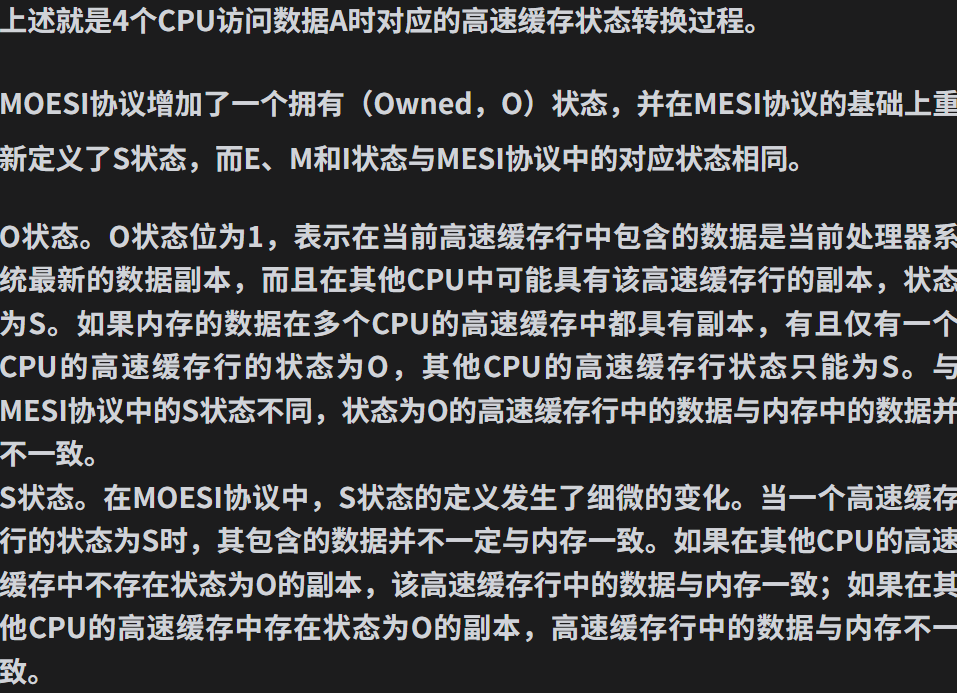 上述就是4个CPU访问数据A时对应的高速缓存状态转换过程。
MOESI协议增加了一个拥有（Owned，O）状态，并在MESI协议的基础上重
新定义了S状态，而E、M和I状态与MESI协议中的对应状态相同。
O状态。O状态位为1，表示在当前高速缓存行中包含的数据是当前处理器系
统最新的数据副本，而且在其他CPU中可能具有该高速缓存行的副本，状态
为S。如果内存的数据在多个CPU的高速缓存中都具有副本，有且仅有一个
CPU的高速缓存行的状态为O，其他CPU的高速缓存行状态只能为S。与
MESI协议中的S状态不同，状态为O的高速缓存行中的数据与内存中的数据并
不一致。
S状态。在MOESI协议中，S状态的定义发生了细微的变化。当一个高速缓存
行的状态为S时，其包含的数据并不一定与内存一致。如果在其他CPU的高速
缓存中不存在状态为O的副本，该高速缓存行中的数据与内存一致；如果在其
他CPU的高速缓存中存在状态为O的副本，高速缓存行中的数据与内存不一
致。